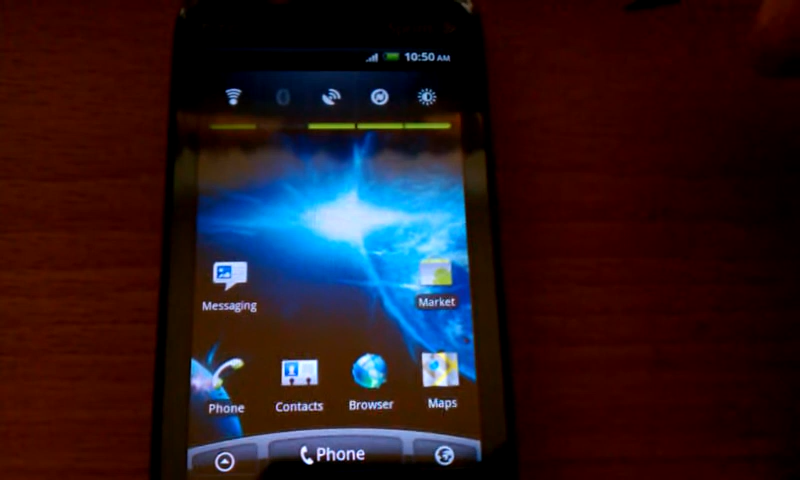 10:50 AM
Messaging
Market
Phone
Contacts
Browser
Maps
Phone